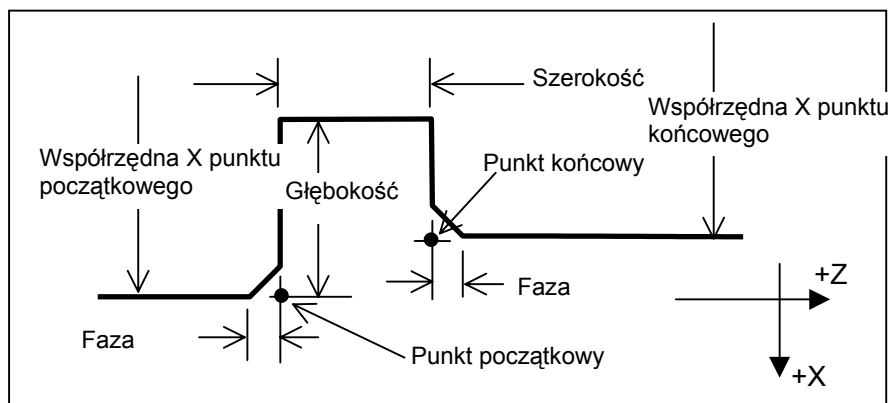 Szerokość
Współrzędna X punktu
końcowego
Współrzędna X punktu
początkowego
Punkt końcowy
Głębokość
+Z
Faza
Faza
Punkt początkowy
+X